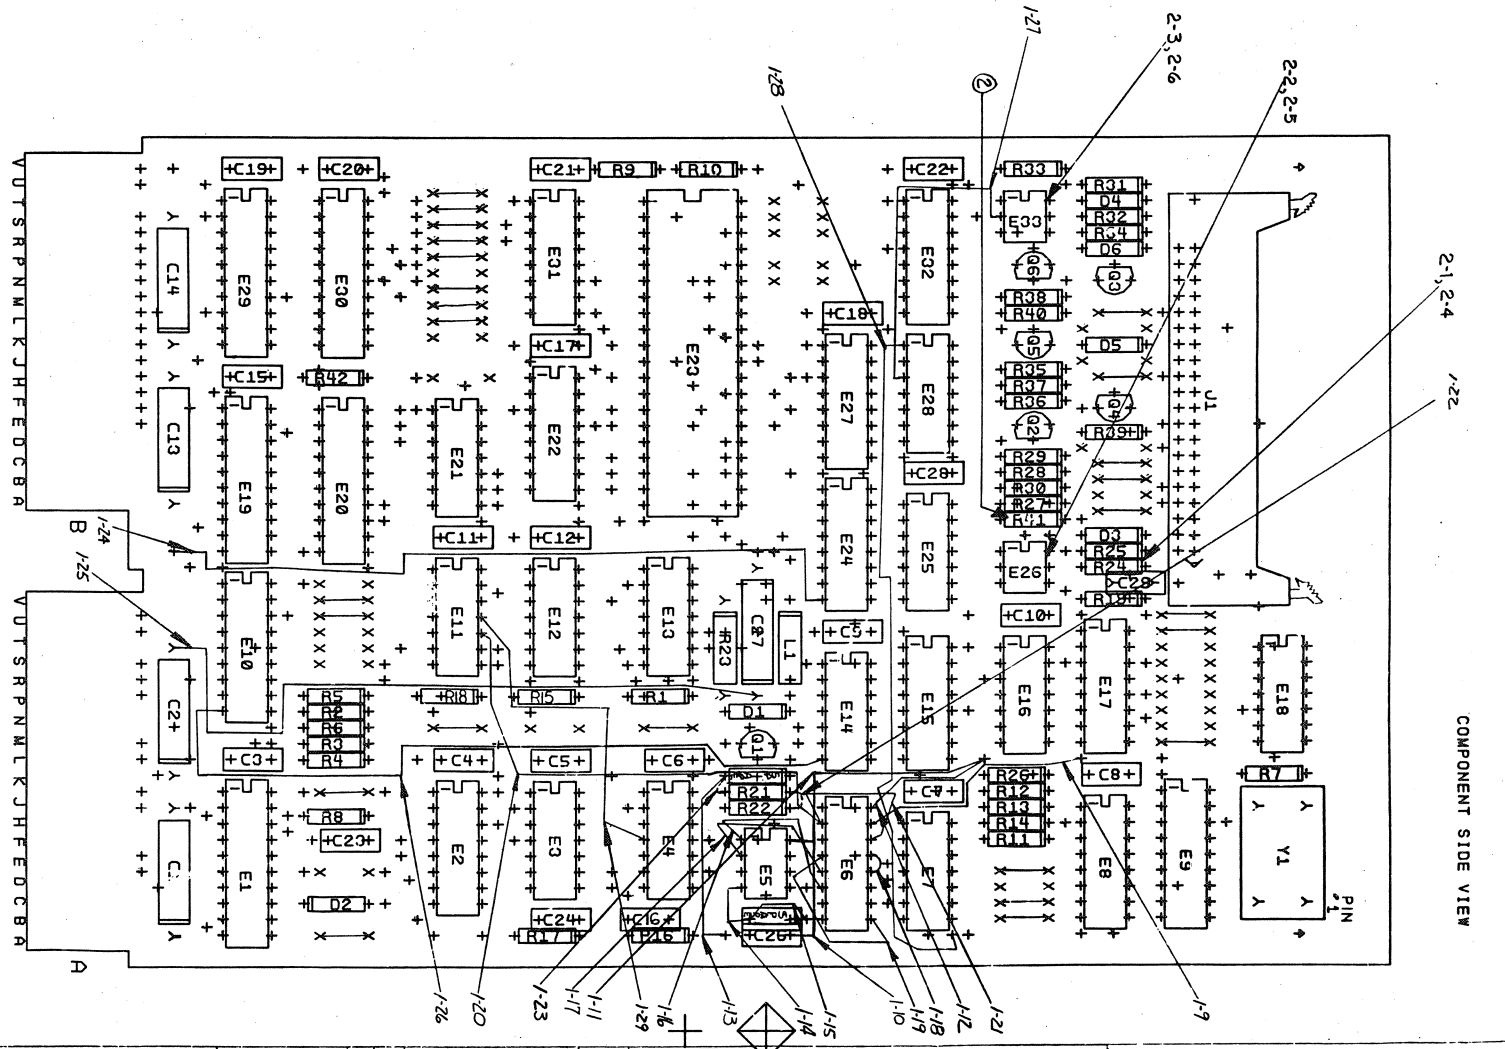 1-27
2-3, 2-6
2-2, 2-5
1-28
2
2-1, 2-4
1-22
C19
C20
C21
R9
R10
C22
R33
R31
D4
R32
R34
D6
E33
Q6
Q3
V U T S R P N M L K J H F E D C B A
C14
E29
E30
E31
E32
R38
R40
C18
J1
Q5
D5
C17
E23
C15
R42
E27
E28
R35
R37
R36
Q4
Q2
R39
C13
E19
E20
E21
E22
C28
R29
R28
R30
R27
R41
B
1-24
1-25
C11
C12
E24
E25
E26
D3
R25
R24
C29
R19
C10
V U T S R P N M L K J H F E D C B A
E10
E11
E12
E13
R23
C27
L1
C9
E14
E15
E16
E17
E18
C2
R5
R2
R6
R3
R4
R18
R15
R1
D1
Q1
C3
C4
C5
C6
R21
R22
C7
R26
R12
R13
R14
R11
C8
R7
COMPONENT SIDE VIEW
R8
C23
E1
E2
E3
E4
E5
E6
E7
E8
E9
Y1
D2
C24
R17
C16
R16
C26
PIN
1
A
1-26
1-20
1-23
1-17
1-11
1-29
1-16
1-13
1-14
1-15
1-10
1-19
1-18
1-12
1-21
1-9